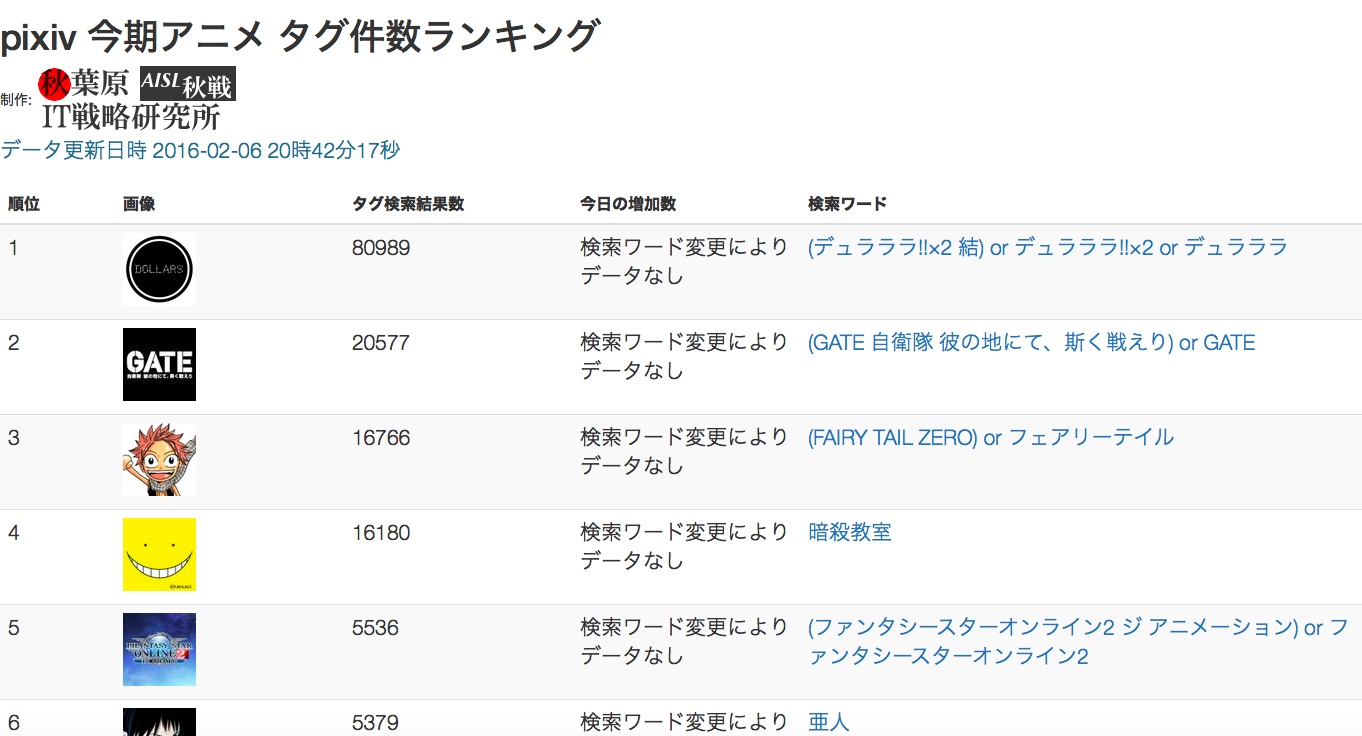 pixiv 今期アニメ タグ件数ランキング
制作: 秋葉原 AISL秋戦
IT戦略研究所
データ更新日時 2016-02-06 20時42分17秒
順位 画像 タグ検索結果数 今日の増加数 検索ワード
1 DOLLARS 80989 検索ワード変更により (デュラララ!!×2 結) or デュラララ!!×2 or デュラララ
データなし
2 GATE 20577 検索ワード変更により (GATE 自衛隊 彼の地にて、斯く戦えり) or GATE
自衛隊 彼の地にて、斯く戦えり データなし
3 16766 検索ワード変更により (FAIRY TAIL ZERO) or フェアリーテイル
データなし
4 16180 検索ワード変更により 暗殺教室
データなし
5 5536 検索ワード変更により (ファンタシースターオンライン2 ジ アニメーション) or フ
PHANTASY STAR
ONLINE 2 データなし ァンタシースターオンライン2
THE ANIMATION
6 5379 検索ワード変更により 亜人